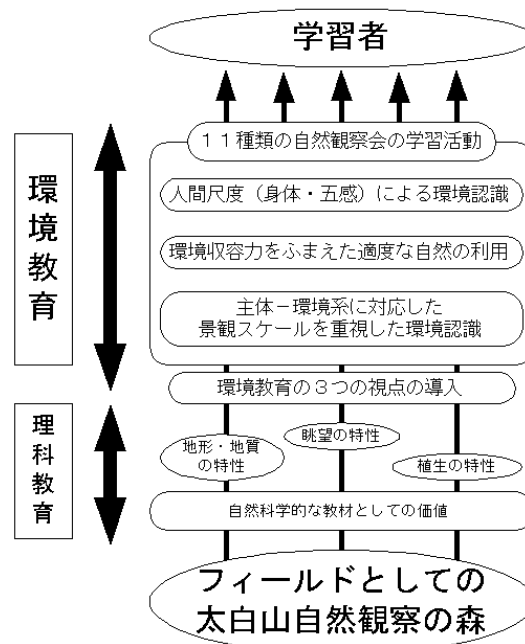 学習者
１１種類の自然観察会の学習活動
人間尺度（身体・五感）による環境認識
環境収容力をふまえた適度な自然の利用
主体－環境系に対応した
景観スケールを重視した環境認識
環境教育
環境教育の３つの視点の導入
理科教育
地形・地質
の特性
眺望の特性
植生の特性
自然科学的な教材としての価値
フィールドとしての
太白山自然観察の森